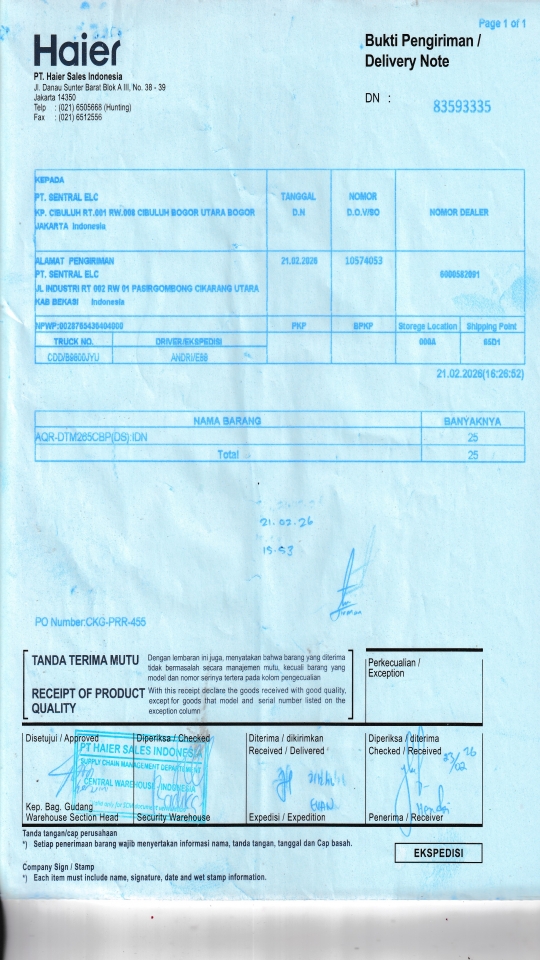 Page 1 of 1
Haier
Bukti Pengiriman /
Delivery Note
PT. Haier Sales Indonesia
Jl. Danau Sunter Barat Blok A III, No. 38 - 39
Jakarta 14350
Telp : (021) 6505668 (Hunting)
Fax : (021) 6512556
DN : 83593335
KEPADA
PT. SENTRAL ELC
KP. CIBULUH RT.001 RW.008 CIBULUH BOGOR UTARA BOGOR
JAKARTA Indonesia
TANGGAL
D.N
NOMOR
D.O.V/SO
NOMOR DEALER
ALAMAT PENGIRIMAN
PT. SENTRAL ELC
JL INDUSTRI RT 002 RW 01 PASIRGOMBONG CIKARANG UTARA
KAB BEKASI Indonesia
21.02.2026
10574053
6000582091
NPWP:0028765436404000
PKP
BPKP
Storege Location
Shipping Point
TRUCK NO.
DRIVER/EKSPEDISI
000A
65D1
CDD/B9600JYU
ANDRI/E86
21.02.2026(16:26:52)
NAMA BARANG
BANYAKNYA
AQR-DTM265CBP(DS):IDN
25
Total
25
21.02.26
19.53
PO Number:CKG-PRR-455
TANDA TERIMA MUTU
Dengan lembaran ini juga, menyatakan bahwa barang yang diterima
tidak bermasalah secara manajemen mutu, kecuali barang yang
model dan nomor serinya tertera pada kolom pengecualian
RECEIPT OF PRODUCT
QUALITY
With this receipt declare the goods received with good quality,
except for goods that model and serial number listed on the
exception column
Perkecualian /
Exception
Disetujui / Approved
Diperiksa / Checked
Diterima / dikirimkan
Received / Delivered
Diperiksa / diterima
Checked / Received
PT HAIER SALES INDONESIA
SUPPLY CHAIN MANAGEMENT DEPARTMENT
CENTRAL WAREHOUSE INDONESIA
Kep. Bag. Gudang
Warehouse Section Head
Security Warehouse
Expedisi / Expedition
Penerima / Receiver
Tanda tangan/cap perusahaan
*) Setiap penerimaan barang wajib menyertakan informasi nama, tanda tangan, tanggal dan Cap basah.
EKSPEDISI
Company Sign / Stamp
*) Each item must include name, signature, date and wet stamp information.